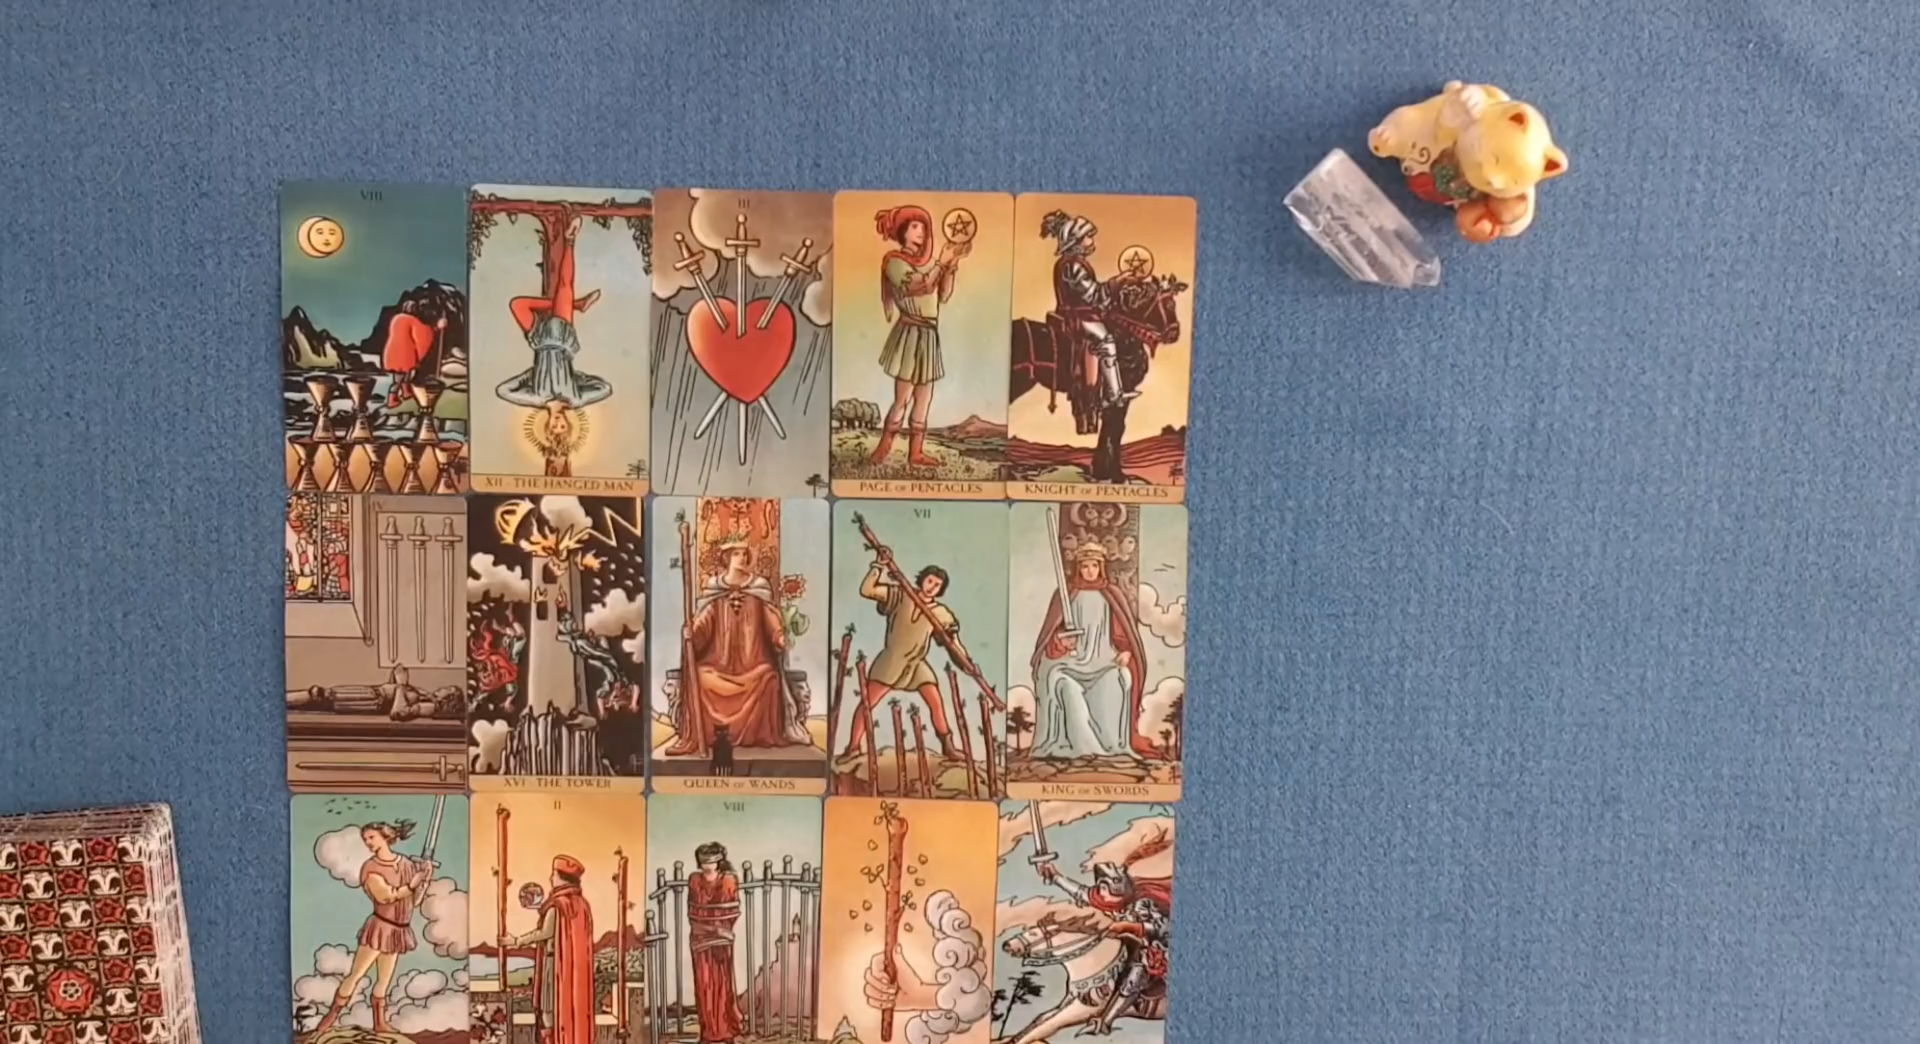 VIII
XII THE HANGED MAN
III
PAGE OF PENTACLES
KNIGHT OF PENTACLES
XVI THE TOWER
QUEEN OF WANDS
VII
KING OF SWORDS
II
VIII